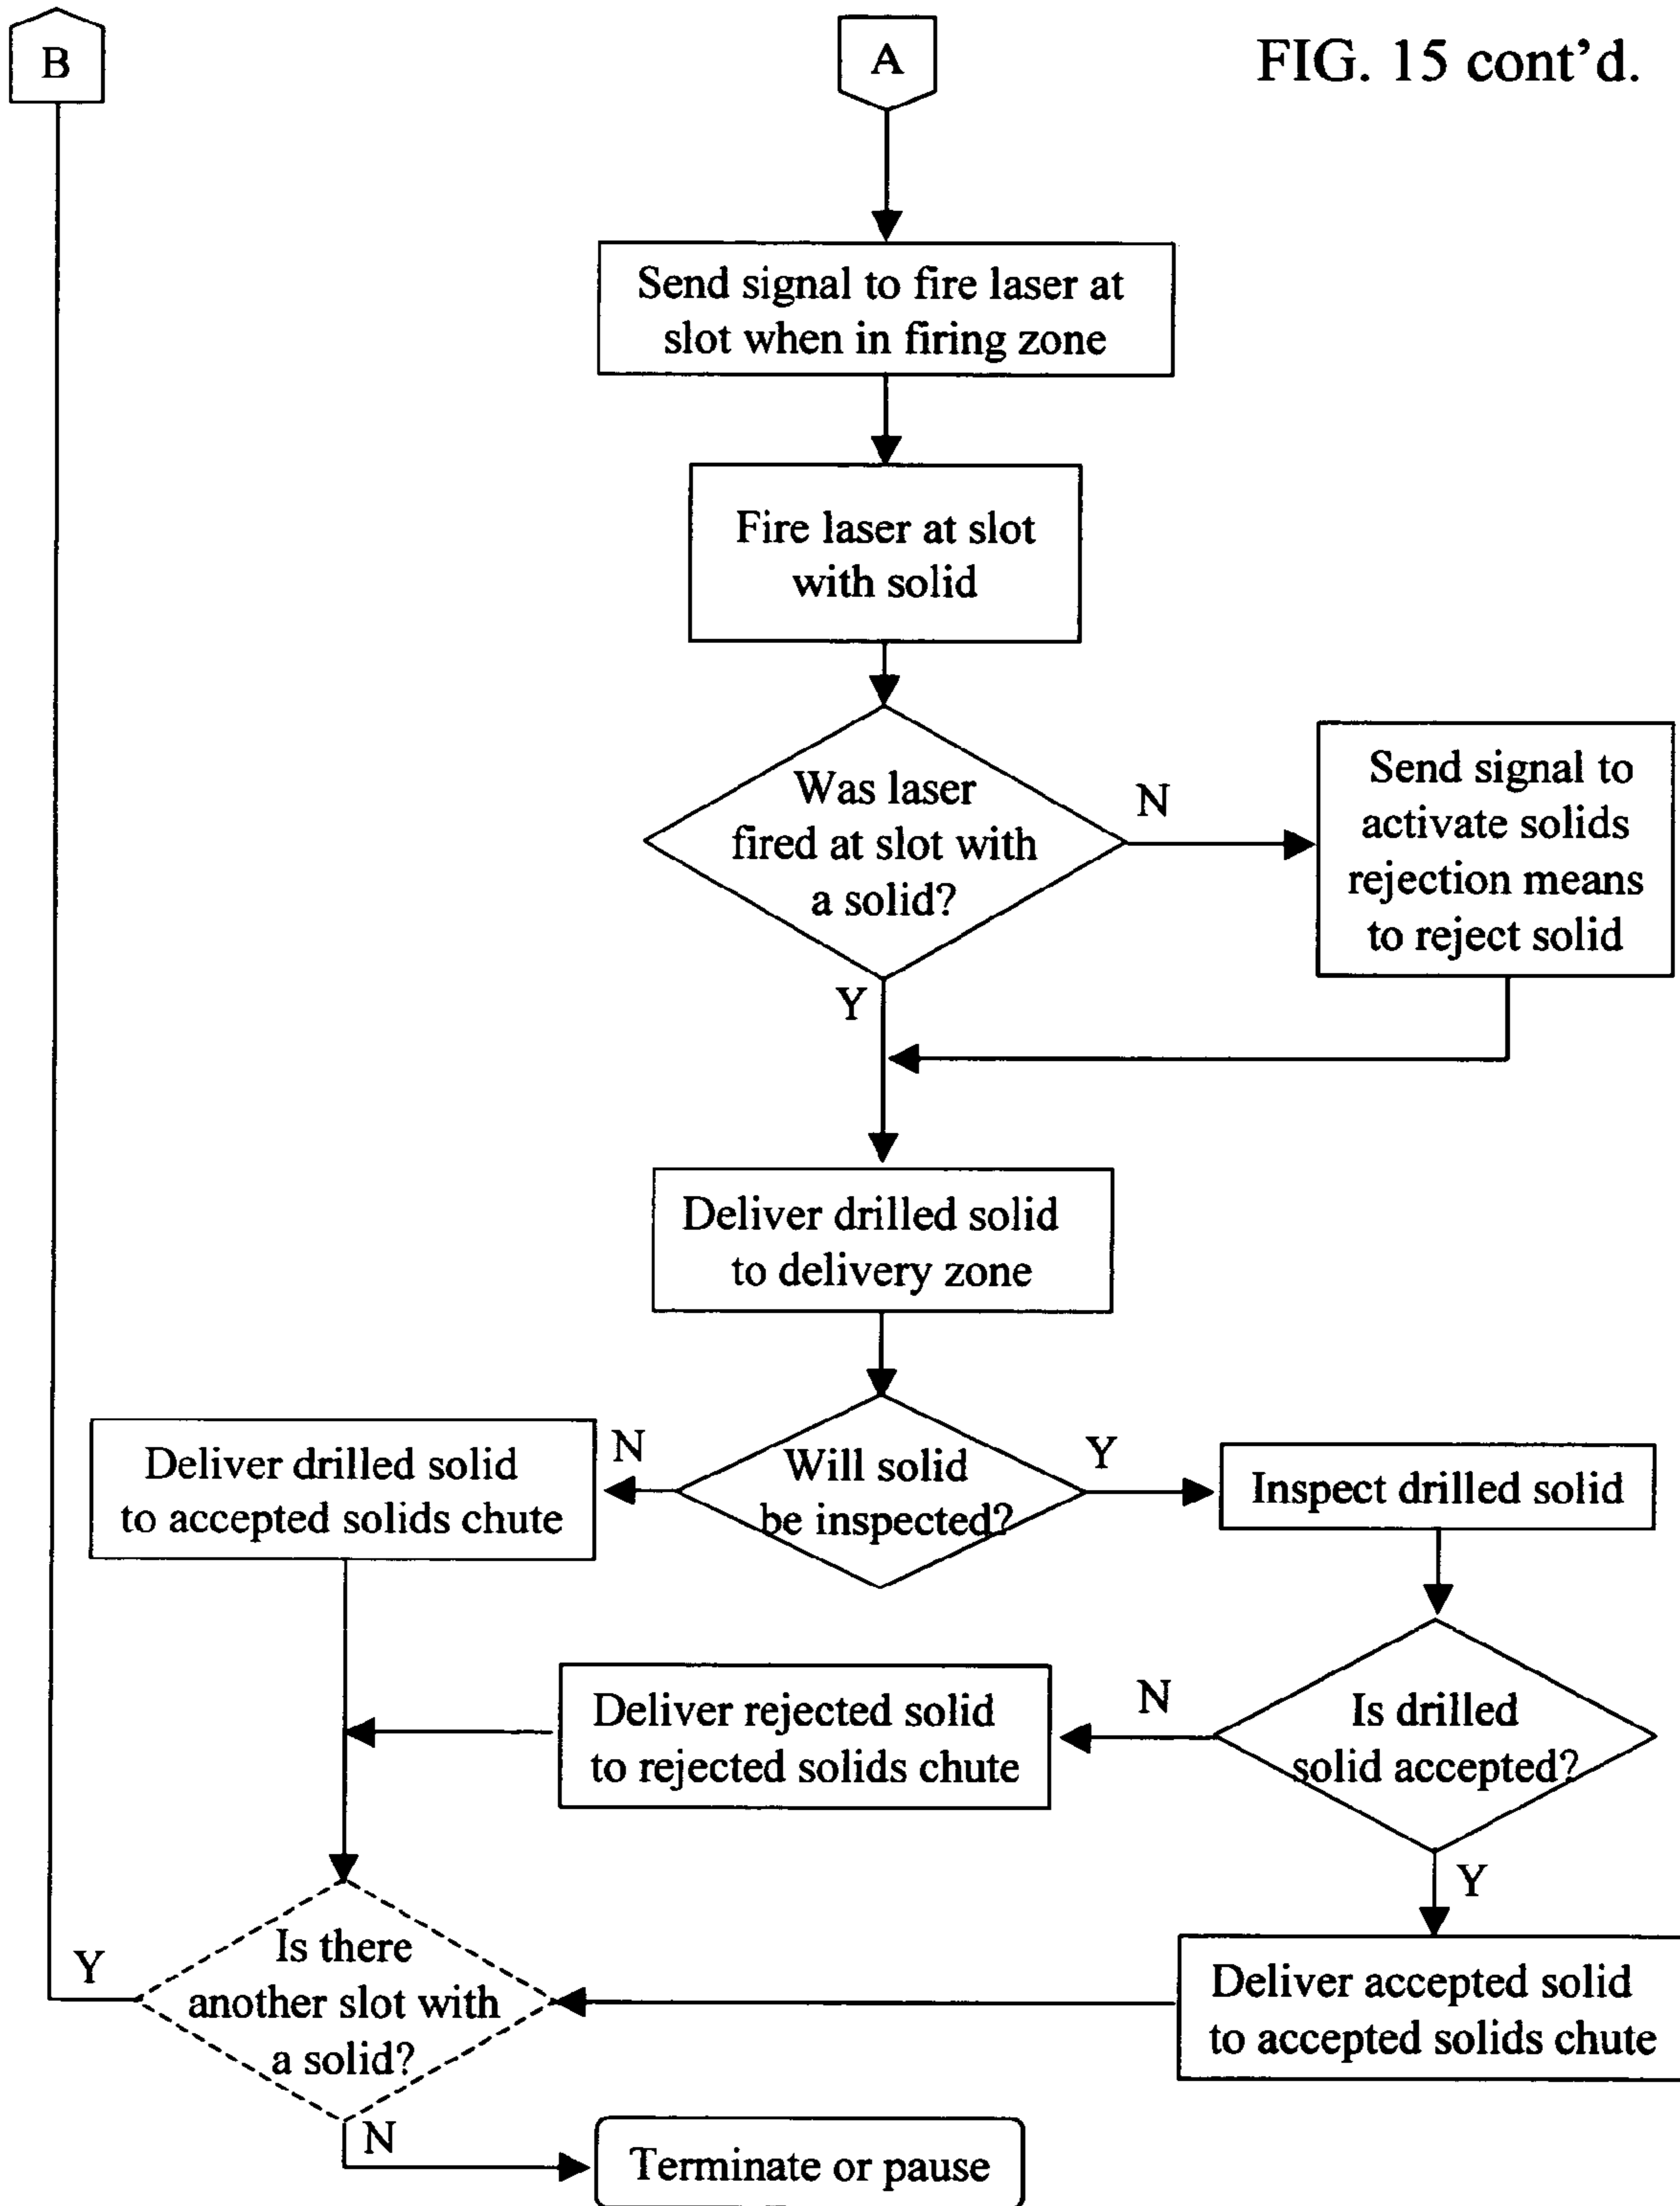 B
A
FIG. 15 cont'd.
Send signal to fire laser at
slot when in firing zone
Fire laser at slot
with solid
Was laser
fired at slot with
a solid?
N
Send signal to
activate solids
rejection means
to reject solid
Y
Deliver drilled solid
to delivery zone
Deliver drilled solid
to accepted solids chute
N
Will solid
be inspected?
Y
Inspect drilled solid
Deliver rejected solid
to rejected solids chute
N
Is drilled
solid accepted?
Y
Y
Is there
another slot with
a solid?
Deliver accepted solid
to accepted solids chute
N
Terminate or pause